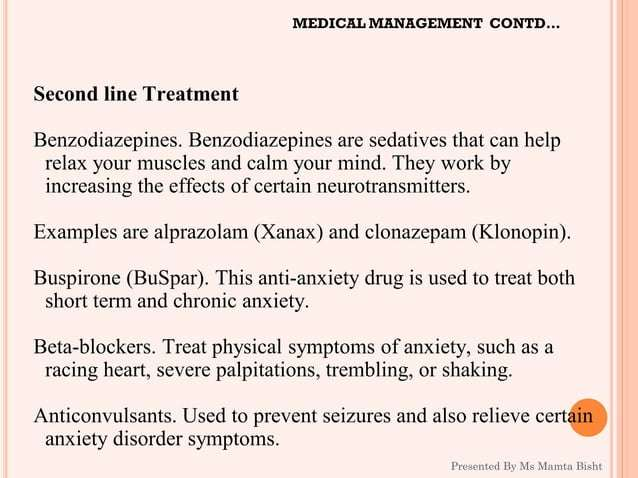 MEDICAL MANAGEMENT CONTD...
Second line Treatment
Benzodiazepines. Benzodiazepines are sedatives that can help
relax your muscles and calm your mind. They work by
increasing the effects of certain neurotransmitters.
Examples are alprazolam (Xanax) and clonazepam (Klonopin).
Buspirone (BuSpar). This anti-anxiety drug is used to treat both
short term and chronic anxiety.
Beta-blockers. Treat physical symptoms of anxiety, such as a
racing heart, severe palpitations, trembling, or shaking.
Anticonvulsants. Used to prevent seizures and also relieve certain
anxiety disorder symptoms.
Presented By Ms Mamta Bisht